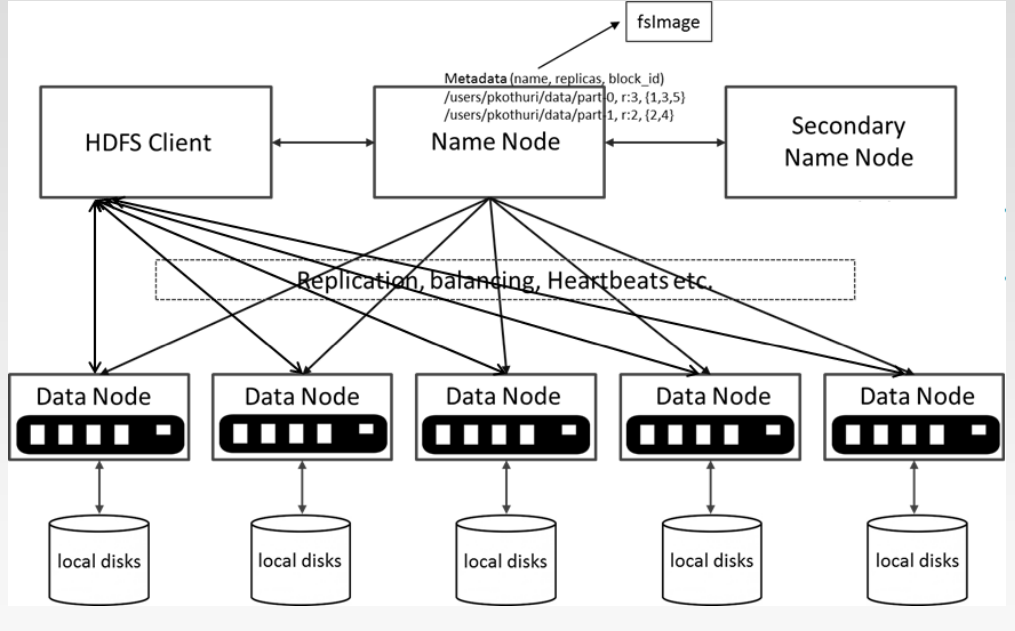 fsImage
Metadata (name, replicas, block_id)
/users/pkothuri/data/part-0, r:3, {1,3,5}
/users/pkothuri/data/part-1, r:2, {2,4}
HDFS Client
Name Node
Secondary
Name Node
Replication, balancing, Heartbeats etc.
Data Node
Data Node
Data Node
Data Node
Data Node
local disks
local disks
local disks
local disks
local disks